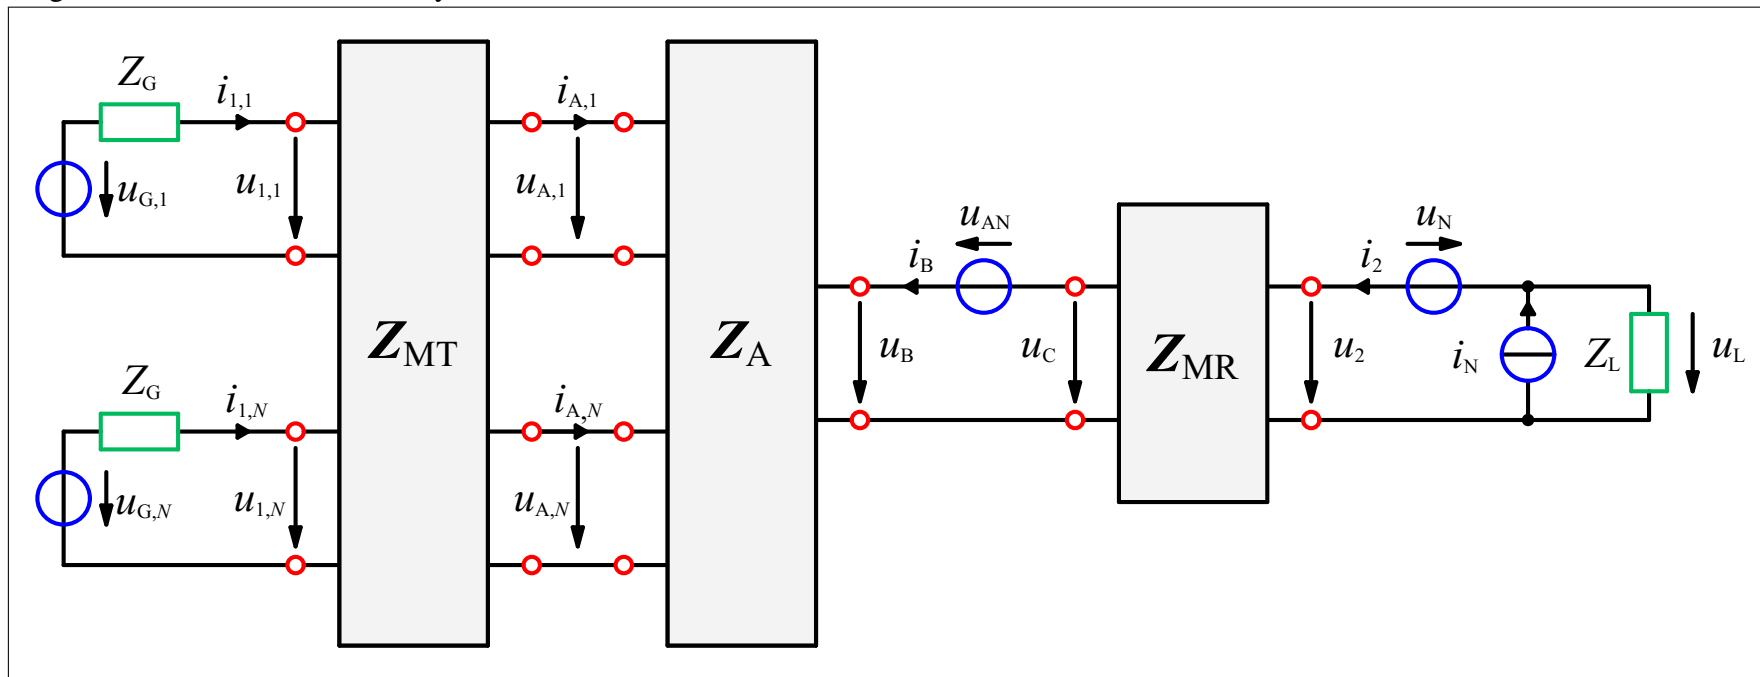 Z_G
i_1,1
u_G,1
u_1,1
i_A,1
u_A,1
Z_G
i_1,N
u_G,N
u_1,N
i_A,N
u_A,N
Z_MT
Z_A
i_B
u_AN
u_B
u_C
Z_MR
i_2
u_N
u_2
i_N
Z_L
u_L